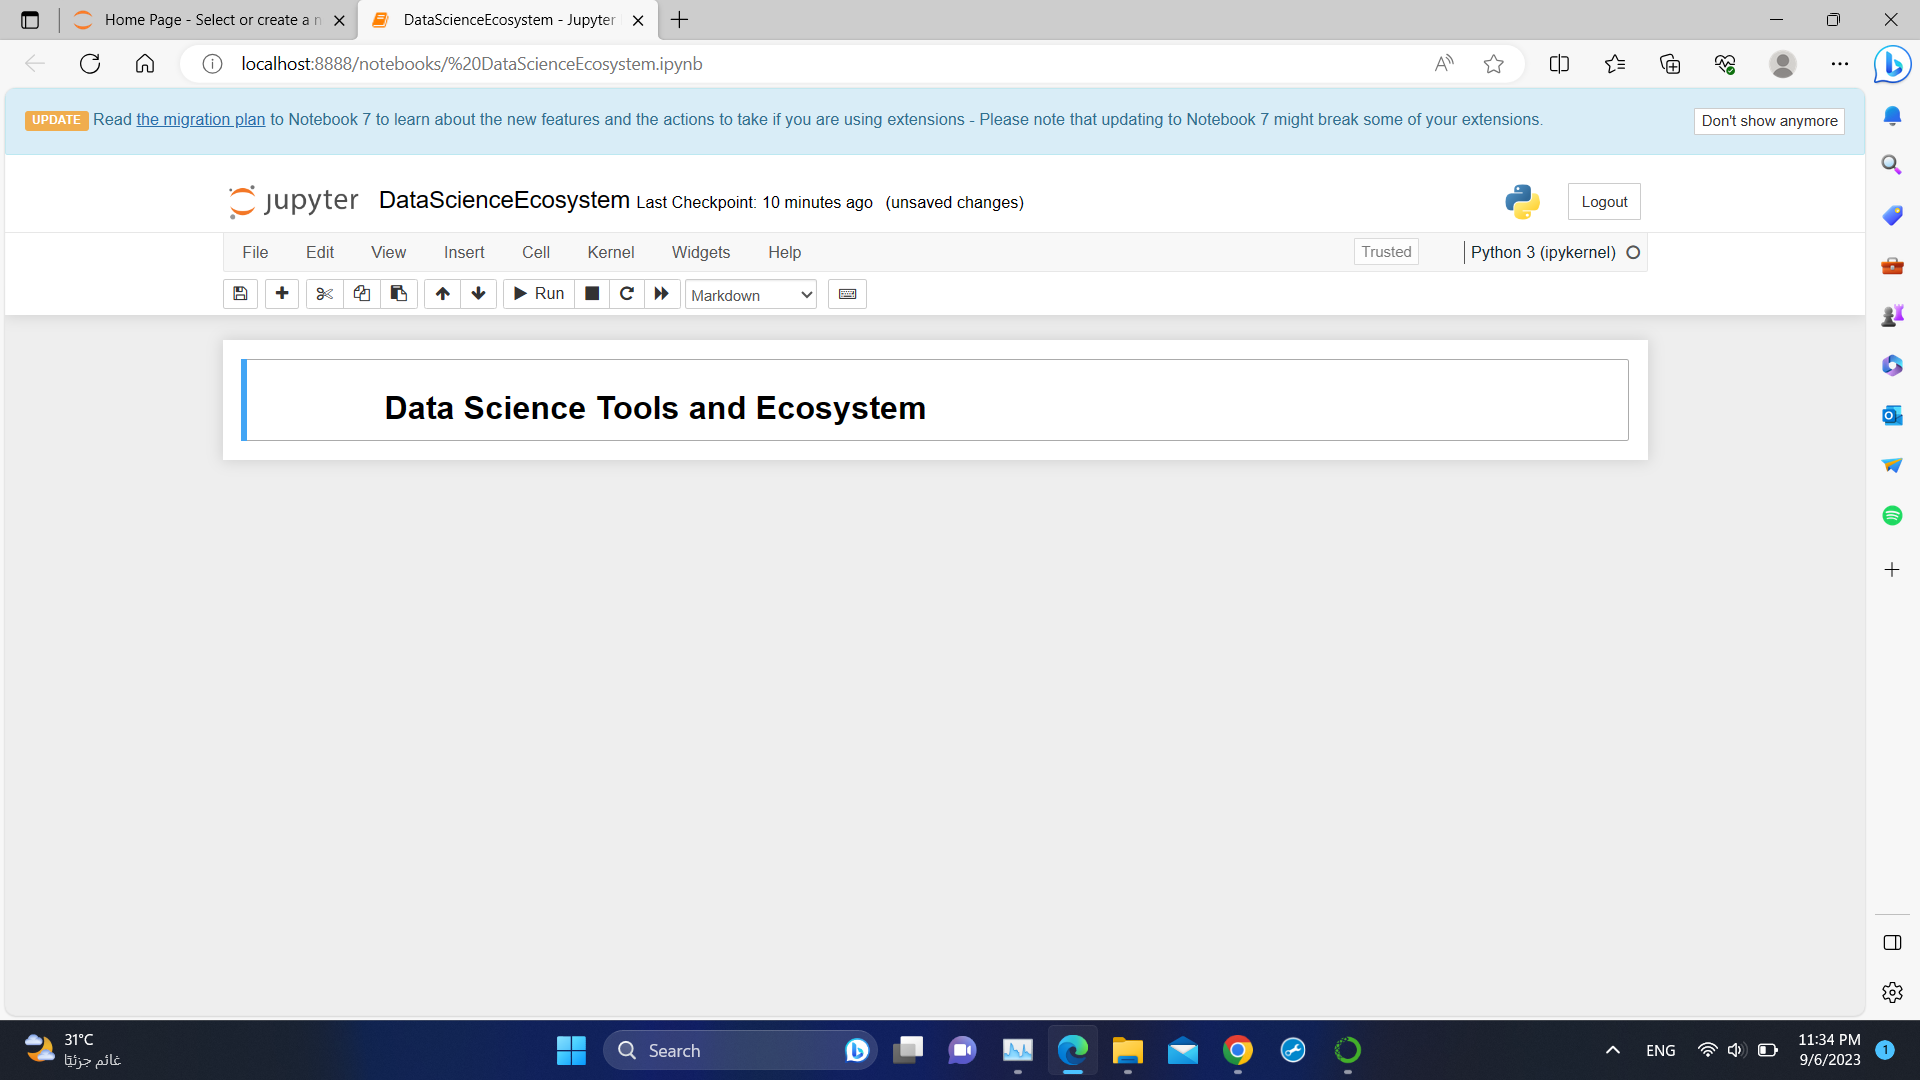 Home Page - Select or create a n
DataScienceEcosystem - Jupyter
localhost:8888/notebooks/%20DataScienceEcosystem.ipynb
UPDATE Read the migration plan to Notebook 7 to learn about the new features and the actions to take if you are using extensions - Please note that updating to Notebook 7 might break some of your extensions.
Don't show anymore
jupyter DataScienceEcosystem Last Checkpoint: 10 minutes ago (unsaved changes)
Logout
File Edit View Insert Cell Kernel Widgets Help
Trusted
Python 3 (ipykernel)
Run
Markdown
Data Science Tools and Ecosystem
31°C
غائم جزئيًا
Search
ENG
11:34 PM
9/6/2023
1